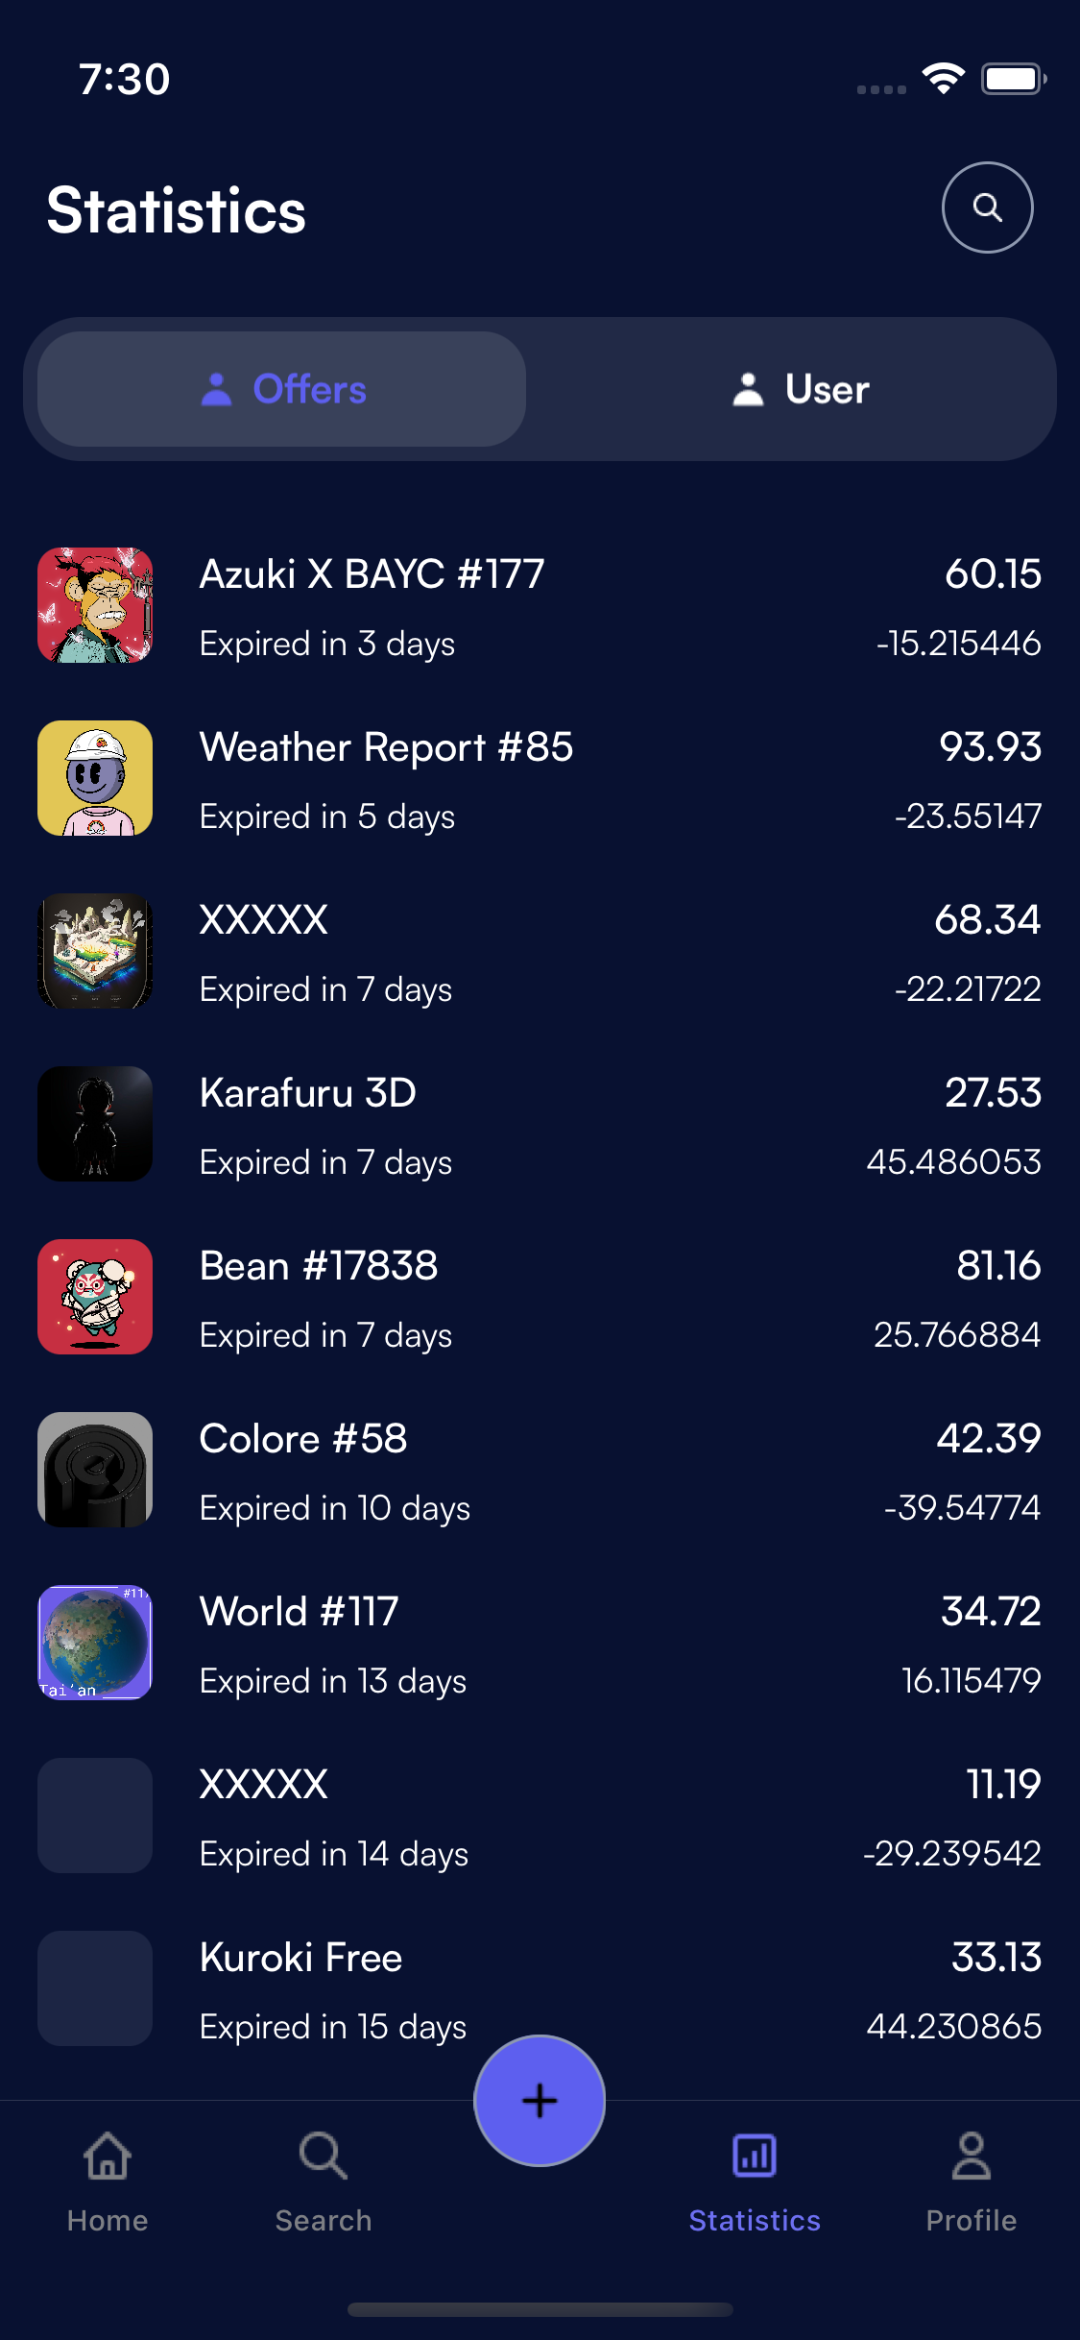 7:30
Statistics
Offers
User
Azuki X BAYC #177
60.15
Expired in 3 days
-15.215446
Weather Report #85
93.93
Expired in 5 days
-23.55147
XXXXX
68.34
Expired in 7 days
-22.21722
Karafuru 3D
27.53
Expired in 7 days
45.486053
Bean #17838
81.16
Expired in 7 days
25.766884
Colore #58
42.39
Expired in 10 days
-39.54774
#117
World #117
34.72
Expired in 13 days
16.115479
Tai'an
XXXXX
11.19
Expired in 14 days
-29.239542
Kuroki Free
33.13
Expired in 15 days
44.230865
Home
Search
Statistics
Profile